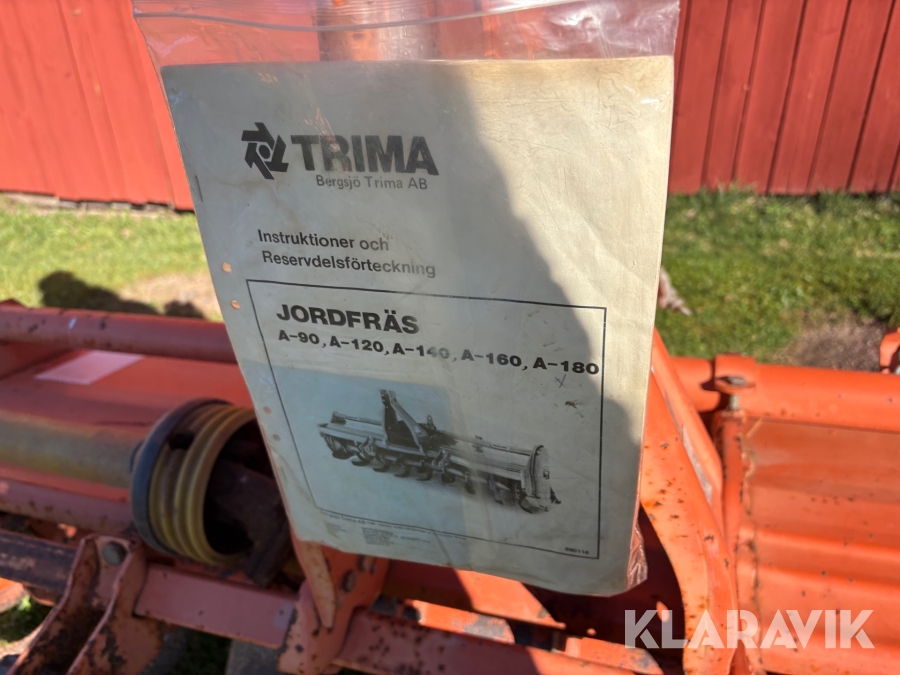 TRIMA
Bergsjö Trima AB
Instruktioner och
Reservdelsförteckning
JORDFRÄS
A-90, A-120, A-140, A-160, A-180
KLARAVIK